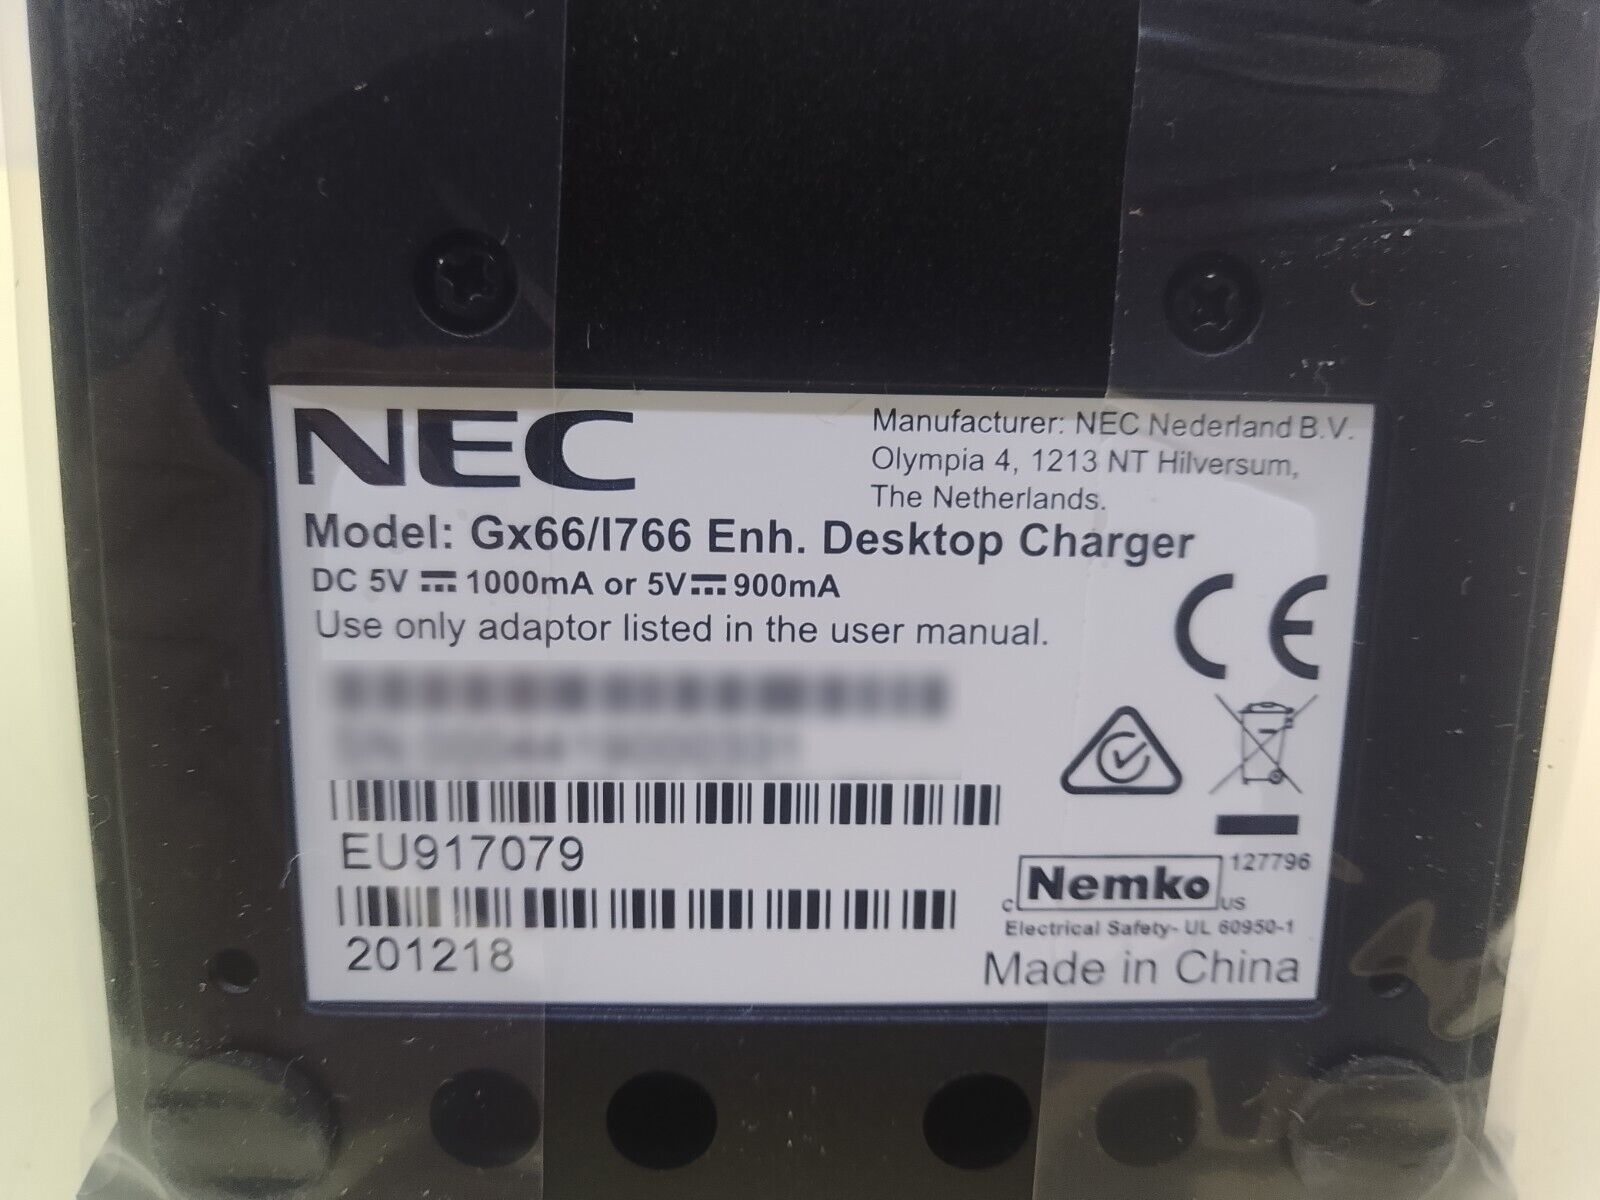 NEC
Manufacturer: NEC Nederland B.V.
Olympia 4, 1213 NT Hilversum,
The Netherlands.
Model: Gx66/I766 Enh. Desktop Charger
DC 5V ⎓ 1000mA or 5V⎓900mA
Use only adaptor listed in the user manual.
CE
EU917079
127796
c Nemko US
Electrical Safety- UL 60950-1
201218
Made in China